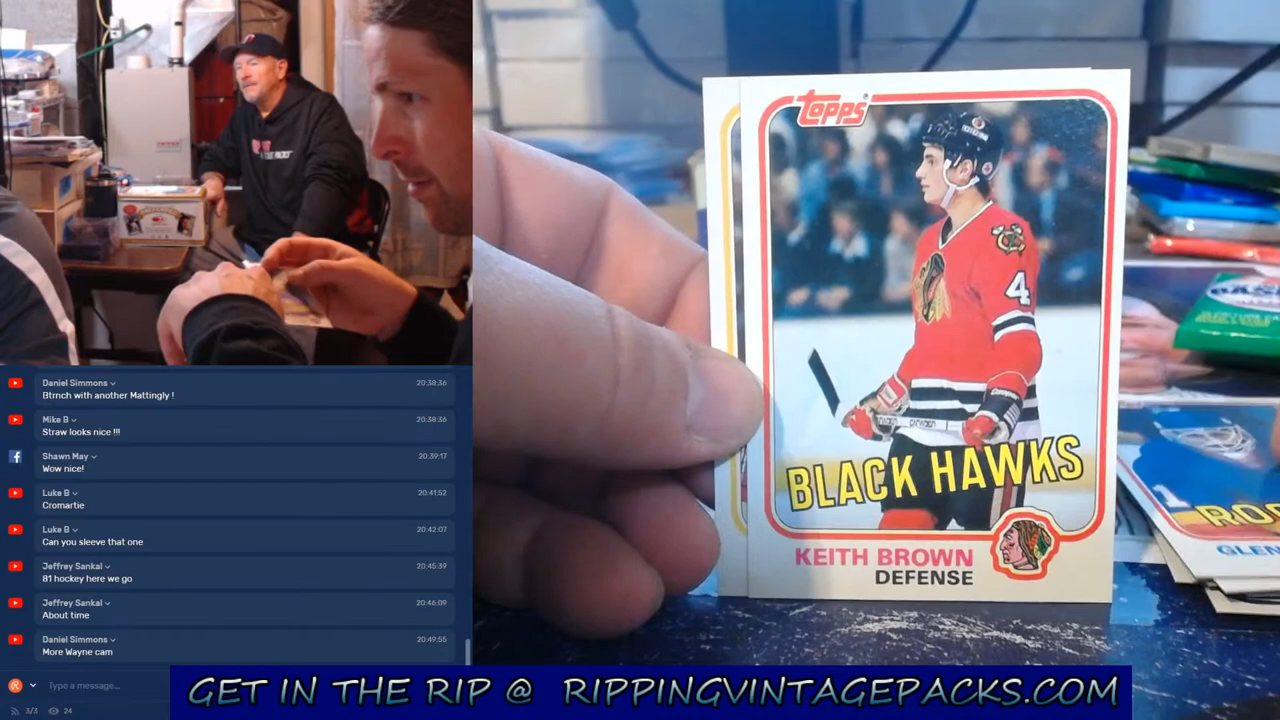 Daniel Simmons
20:38:36
Btrnch with another Mattingly !
Mike B
20:38:36
Straw looks nice !!!
Shawn May
20:39:17
Wow nice!
Luke B
20:41:52
Cromartie
Luke B
20:42:07
Can you sleeve that one
Jeffrey Sankal
20:45:39
81 hockey here we go
Jeffrey Sankal
20:46:09
About time
Daniel Simmons
20:49:55
More Wayne cam
Type a message...
3/3
24
TOPPS
4
BLACK HAWKS
KEITH BROWN
DEFENSE
GLEN
GET IN THE RIP @ RIPPINGVINTAGEPACKS.COM